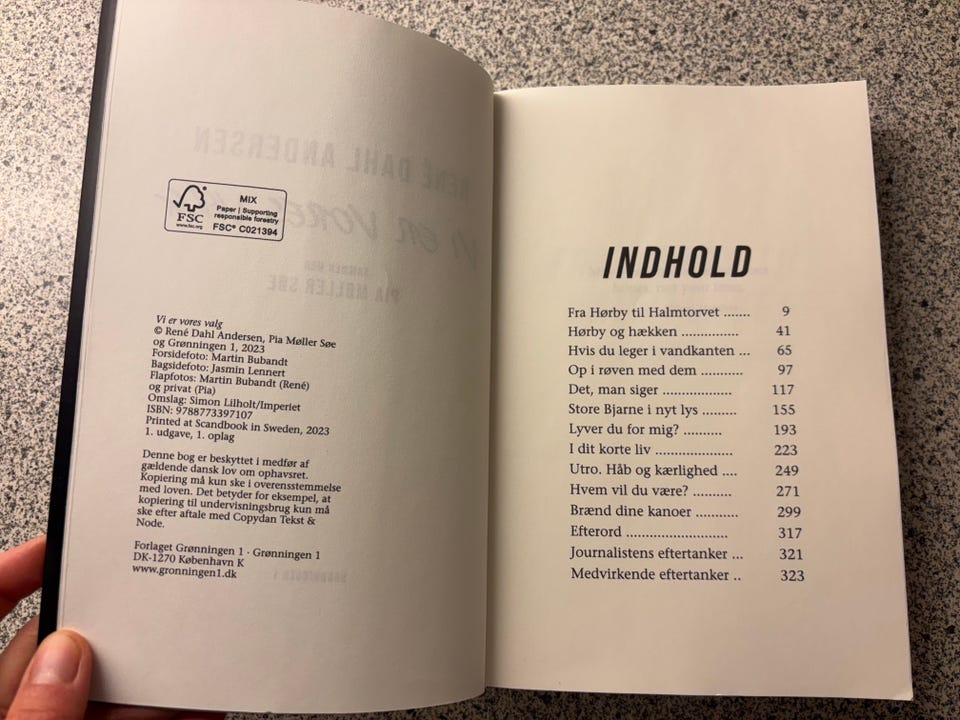 FSC
www.fsc.org
MIX
Paper | Supporting
responsible forestry
FSC® C021394
RENÉ DAHL ANDERSEN
SAMMEN MED
PIA MØLLER SØE
Vi er vores valg
© René Dahl Andersen, Pia Møller Søe
og Grønningen 1, 2023
Forsidefoto: Martin Bubandt
Bagsidefoto: Jasmin Lennert
Flapfotos: Martin Bubandt (René)
og privat (Pia)
Omslag: Simon Lilholt/Imperiet
ISBN: 9788773397107
Printed at Scandbook in Sweden, 2023
1. udgave, 1. oplag
Denne bog er beskyttet i medfør af
gældende dansk lov om ophavsret.
Kopiering må kun ske i overensstemmelse
med loven. Det betyder for eksempel, at
kopiering til undervisningsbrug kun må
ske efter aftale med Copydan Tekst &
Node.
Forlaget Grønningen 1 · Grønningen 1
DK-1270 København K
www.gronningen1.dk
INDHOLD
Fra Hørby til Halmtorvet ....... 9
Hørby og hækken ............... 41
Hvis du leger i vandkanten ... 65
Op i røven med dem ........... 97
Det, man siger ................... 117
Store Bjarne i nyt lys ......... 155
Lyver du for mig? .......... 193
I dit korte liv ..................... 223
Utro. Håb og kærlighed .... 249
Hvem vil du være? .......... 271
Brænd dine kanoer ........... 299
Efterord ........................... 317
Journalistens eftertanker ... 321
Medvirkende eftertanker .. 323